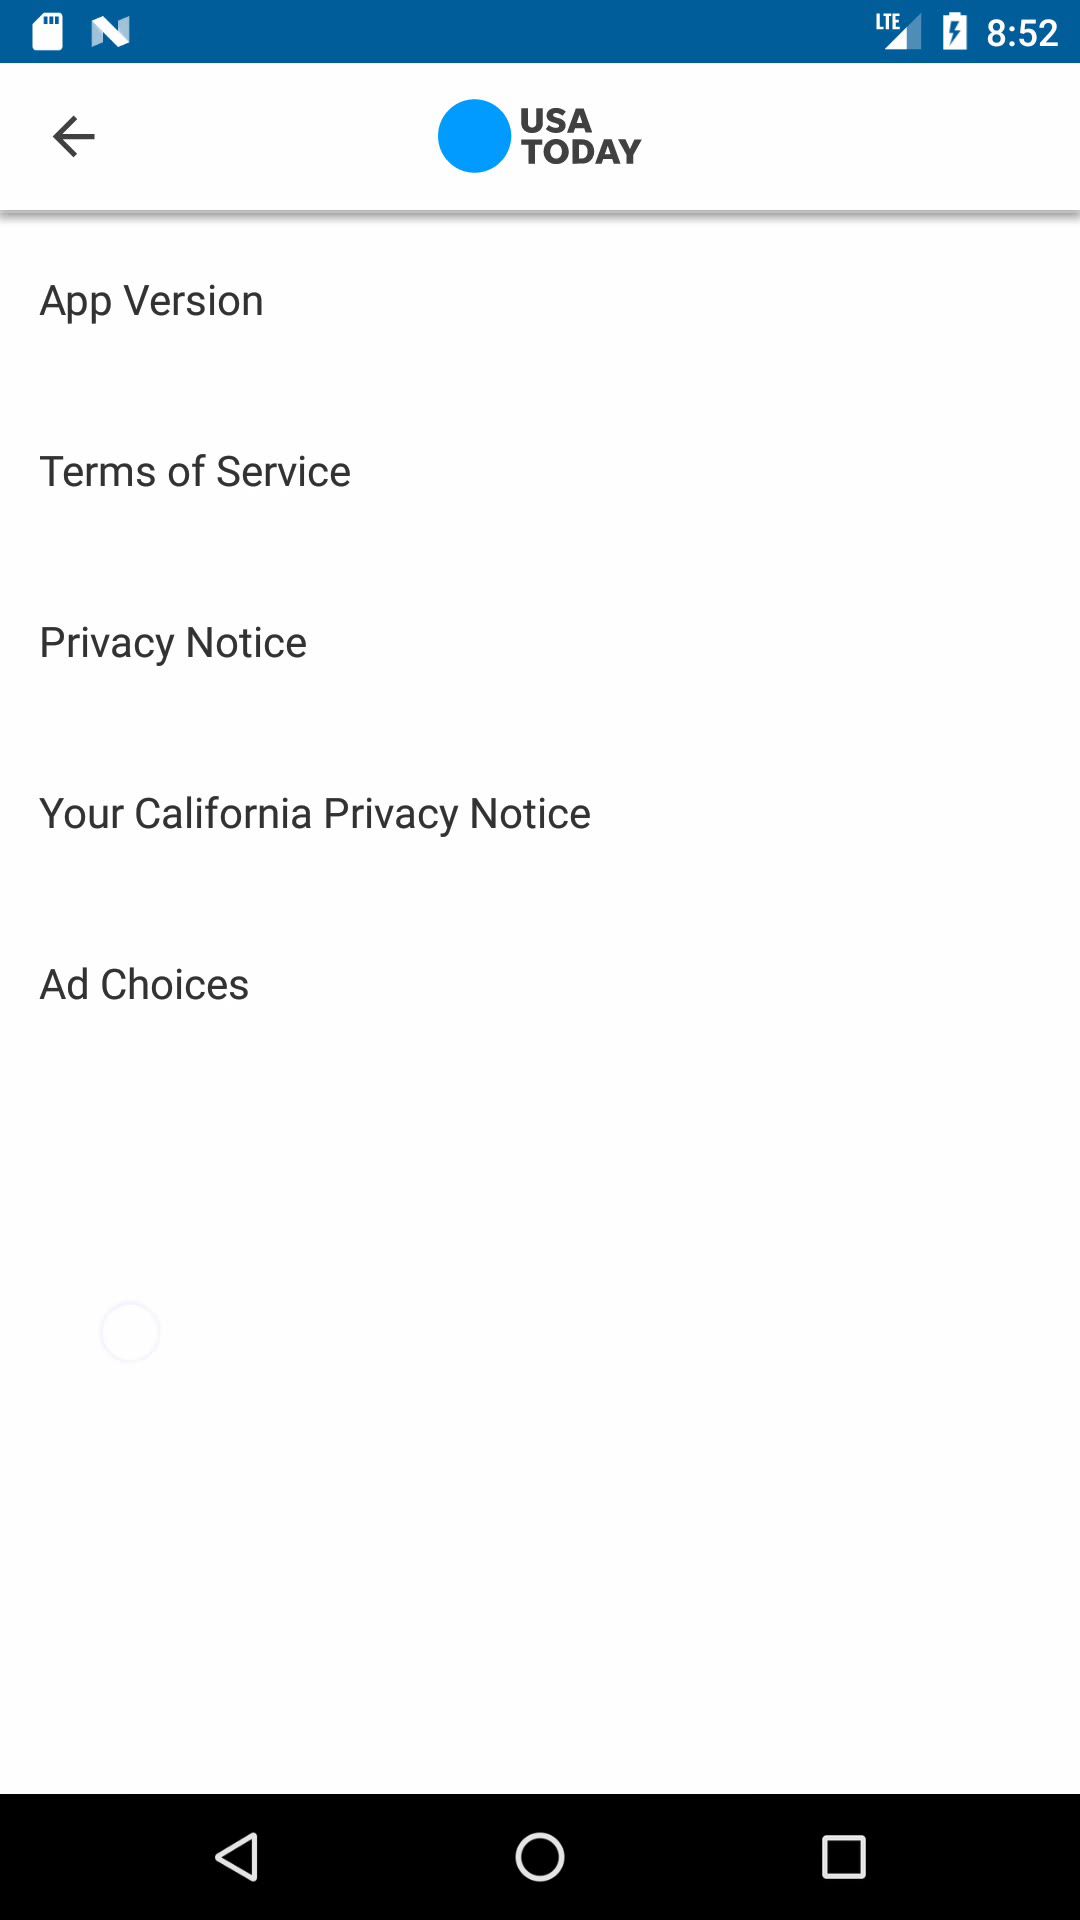 LTE 8:52
USA
TODAY
App Version
Terms of Service
Privacy Notice
Your California Privacy Notice
Ad Choices